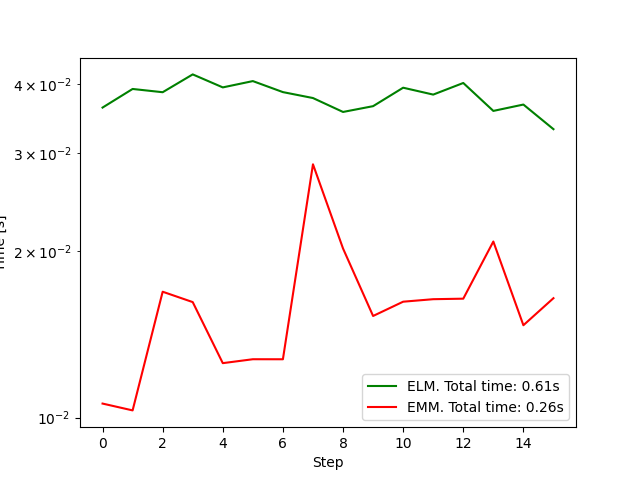 4 × 10⁻²
3 × 10⁻²
2 × 10⁻²
10⁻²
Time [s]
0 2 4 6 8 10 12 14
Step
ELM. Total time: 0.61s
EMM. Total time: 0.26s